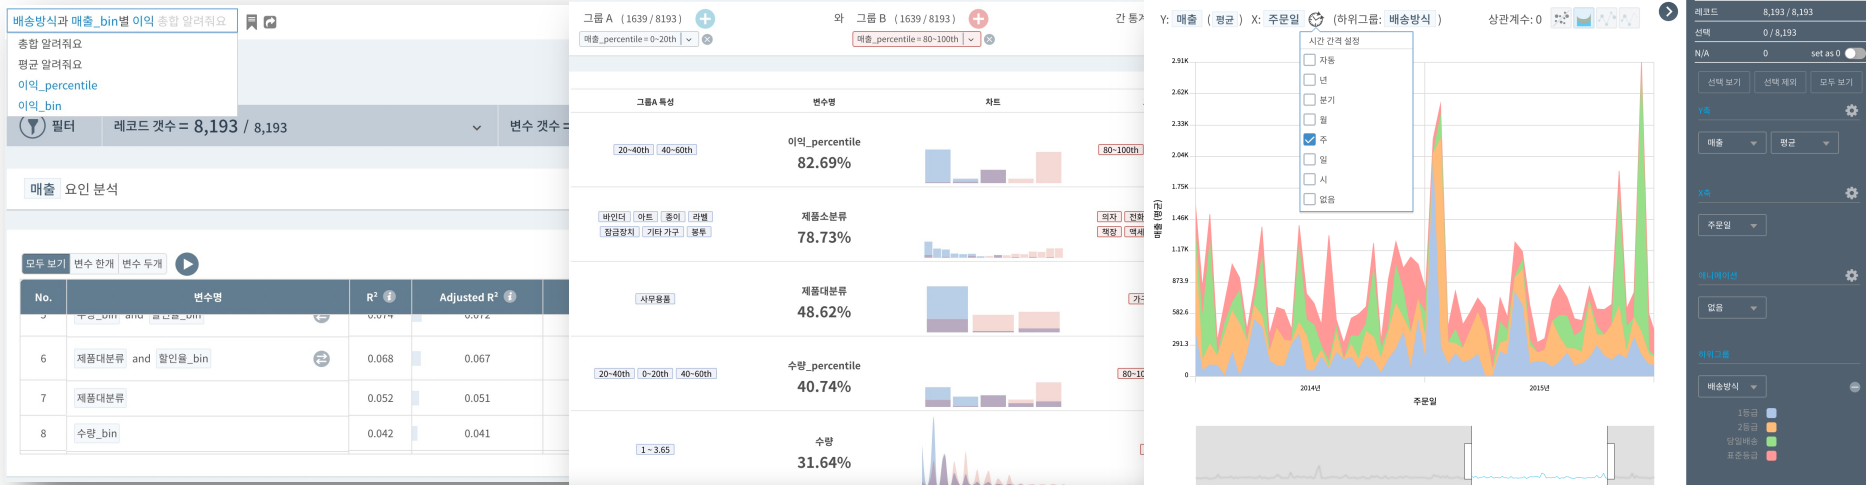 배송방식과 매출_bin별 이익 총합 알려줘요
총합 알려줘요
평균 알려줘요
이익_percentile
이익_bin
필터
레코드 갯수 = 8,193 / 8,193
변수 갯수 =
매출 요인 분석
모두 보기 변수 한개 변수 두개
No. 변수명 R² Adjusted R²
수량_bin and 할인율_bin 0.074 0.072
6 제품대분류 and 할인율_bin 0.068 0.067
7 제품대분류 0.052 0.051
8 수량_bin 0.042 0.041
그룹 A ( 1639 / 8193 )
와 그룹 B ( 1639 / 8193 )
간 통계
매출_percentile = 0~20th
매출_percentile = 80~100th
그룹A 특성 변수명 차트
이익_percentile
20~40th 40~60th
82.69%
80~100th
제품소분류
바인더 아트 종이 라벨
잠금장치 기타 가구 봉투
78.73%
의자 전화
책장 액세
제품대분류
사무용품
48.62%
가구
수량_percentile
20~40th 0~20th 40~60th
40.74%
80~10
수량
1 ~ 3.65
31.64%
Y: 매출 ( 평균 ) X: 주문일 (하위그룹: 배송방식 )
상관계수: 0
시간 간격 설정
자동
년
분기
월
주
일
시
없음
2.91K
2.62K
2.33K
2.04K
1.75K
1.46K
1.17K
873.9
582.6
291.3
0
매출 (평균)
2014년 2015년
주문일
레코드 8,193 / 8,193
선택 0 / 8,193
N/A 0 set as 0
선택 보기 선택 제외 모두 보기
Y축
매출 평균
X축
주문일
애니메이션
없음
하위그룹
배송방식
1등급
2등급
당일배송
표준등급